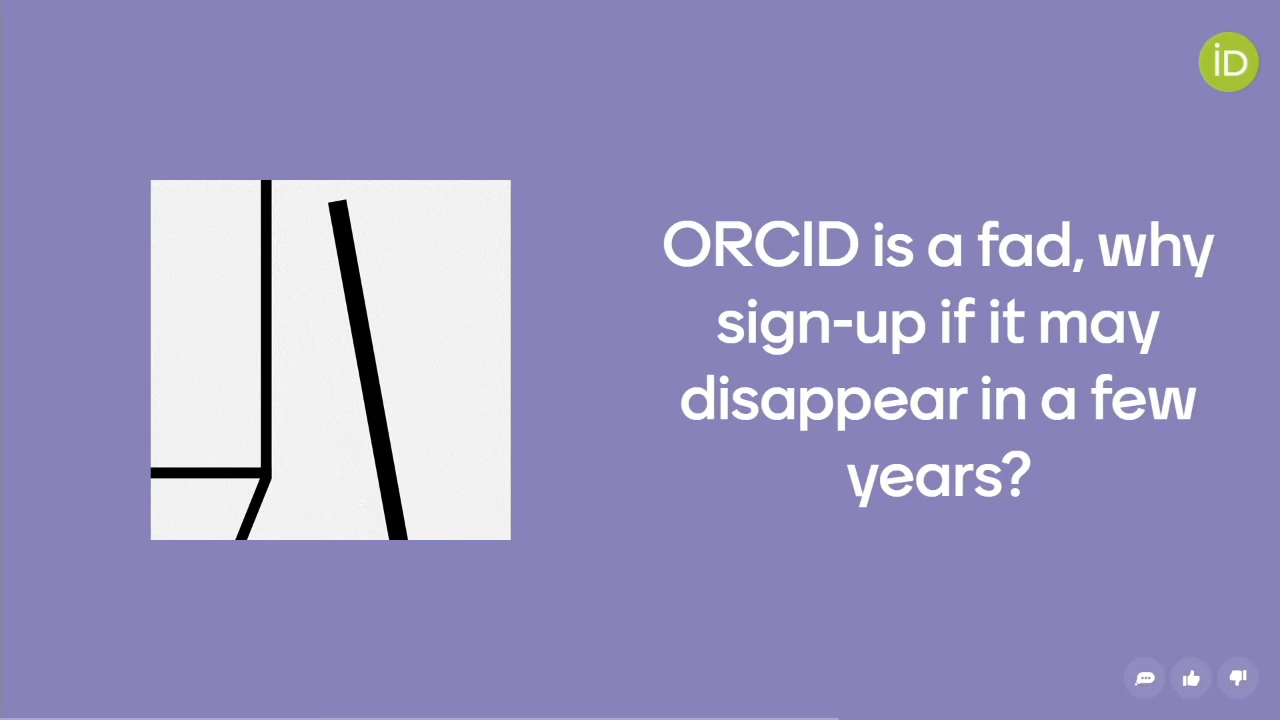 iD
ORCID is a fad, why
sign-up if it may
disappear in a few
years?